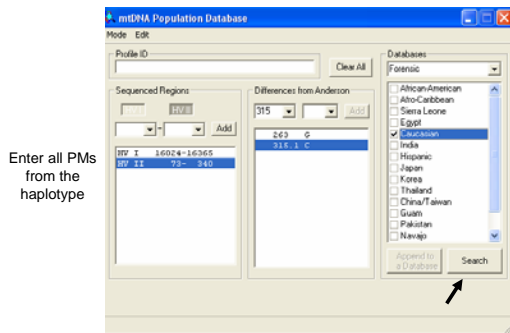 mtDNA Population Database
Mode Edit
Profile ID
Clear All
Sequenced Regions
HV II
-
Add
HV I 16024-16365
HV II 73- 340
Differences from Anderson
315
Add
263 G
315.1 C
Databases
Forensic
African-American
Afro-Caribbean
Sierra Leone
Egypt
Caucasian
India
Hispanic
Japan
Korea
Thailand
China/Taiwan
Guam
Pakistan
Navajo
Append to
a Database
Search
Enter all PMs
from the
haplotype